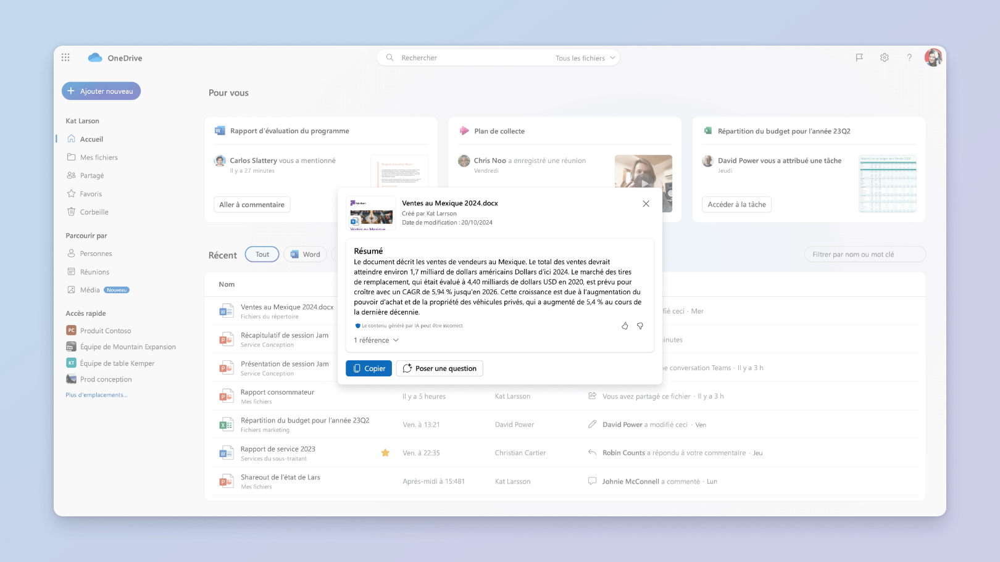 OneDrive
Rechercher
Tous les fichiers
Ajouter nouveau
Kat Larson
Accueil
Mes fichiers
Partagé
Favoris
Corbeille
Parcourir par
Personnes
Réunions
Média Nouveau
Accès rapide
PC Produit Contoso
Équipe de Mountain Expansion
KT Équipe de table Kemper
Prod conception
Plus d'emplacements...
Pour vous
Rapport d'évaluation du programme
Carlos Slattery vous a mentionné
Il y a 27 minutes
Aller à commentaire
Plan de collecte
Chris Noo a enregistré une réunion
Vendredi
Répartition du budget pour l'année 23Q2
David Power vous a attribué une tâche
Jeudi
Accéder à la tâche
Ventes au Mexique 2024.docx
Créé par Kat Larrson
Date de modification : 20/10/2024
Ventes au Mexique
Résumé
Le document décrit les ventes de vendeurs au Mexique. Le total des ventes devrait
atteindre environ 1,7 milliard de dollars américains Dollars d'ici 2024. Le marché des tires
de remplacement, qui était évalué à 4,40 milliards de dollars USD en 2020, est prévu pour
croître avec un CAGR de 5,94 % jusqu'en 2026. Cette croissance est due à l'augmentation du
pouvoir d'achat et de la propriété des véhicules privés, qui a augmenté de 5,4 % au cours de
la dernière décennie.
Le contenu généré par IA peut être incorrect
1 référence
Copier
Poser une question
Récent
Tout
Word
Filtrer par nom ou mot clé
Nom
Ventes au Mexique 2024.docx
Fichiers du répertoire
fié ceci · Mer
Récapitulatif de session Jam
Service Conception
inutes
Présentation de session Jam
Service Conception
e conversation Teams · Il y a 3 h
Rapport consommateur
Mes fichiers
Il y a 5 heures
Kat Larsson
Vous avez partagé ce fichier · Il y a 3 h
Répartition du budget pour l'année 23Q2
Fichiers marketing
Ven. à 13:21
David Power
David Power a modifié ceci · Ven
Rapport de service 2023
Services du sous-traitant
Ven. à 22:35
Christian Cartier
Robin Counts a répondu à votre commentaire · Jeu
Shareout de l'état de Lars
Mes fichiers
Après-midi à 15:481
Kat Larsson
Johnie McConnell a commenté · Lun